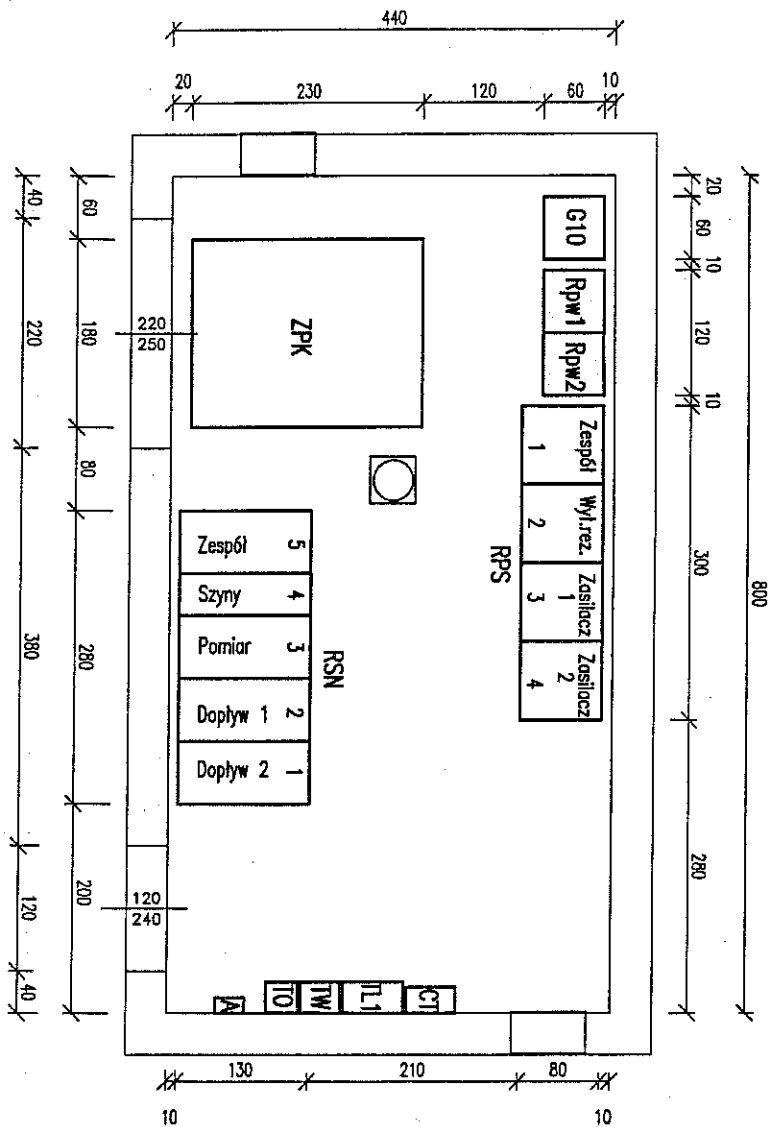 440
20
230
120
60
10
40
60
220
180
80
380
280
120
200
40
220
250
120
240
20
60
10
120
10
300
280
800
G10
Rpw1
Rpw2
ZPK
Zespół
1
Wył.rez.
2
Zasilacz
1
3
Zasilacz
2
4
RPS
Zespół 5
Szyny 4
Pomiar 3
Dopływ 1 2
Dopływ 2 1
RSN
A
TO
TW
TL1
CT
10
130
210
80
10